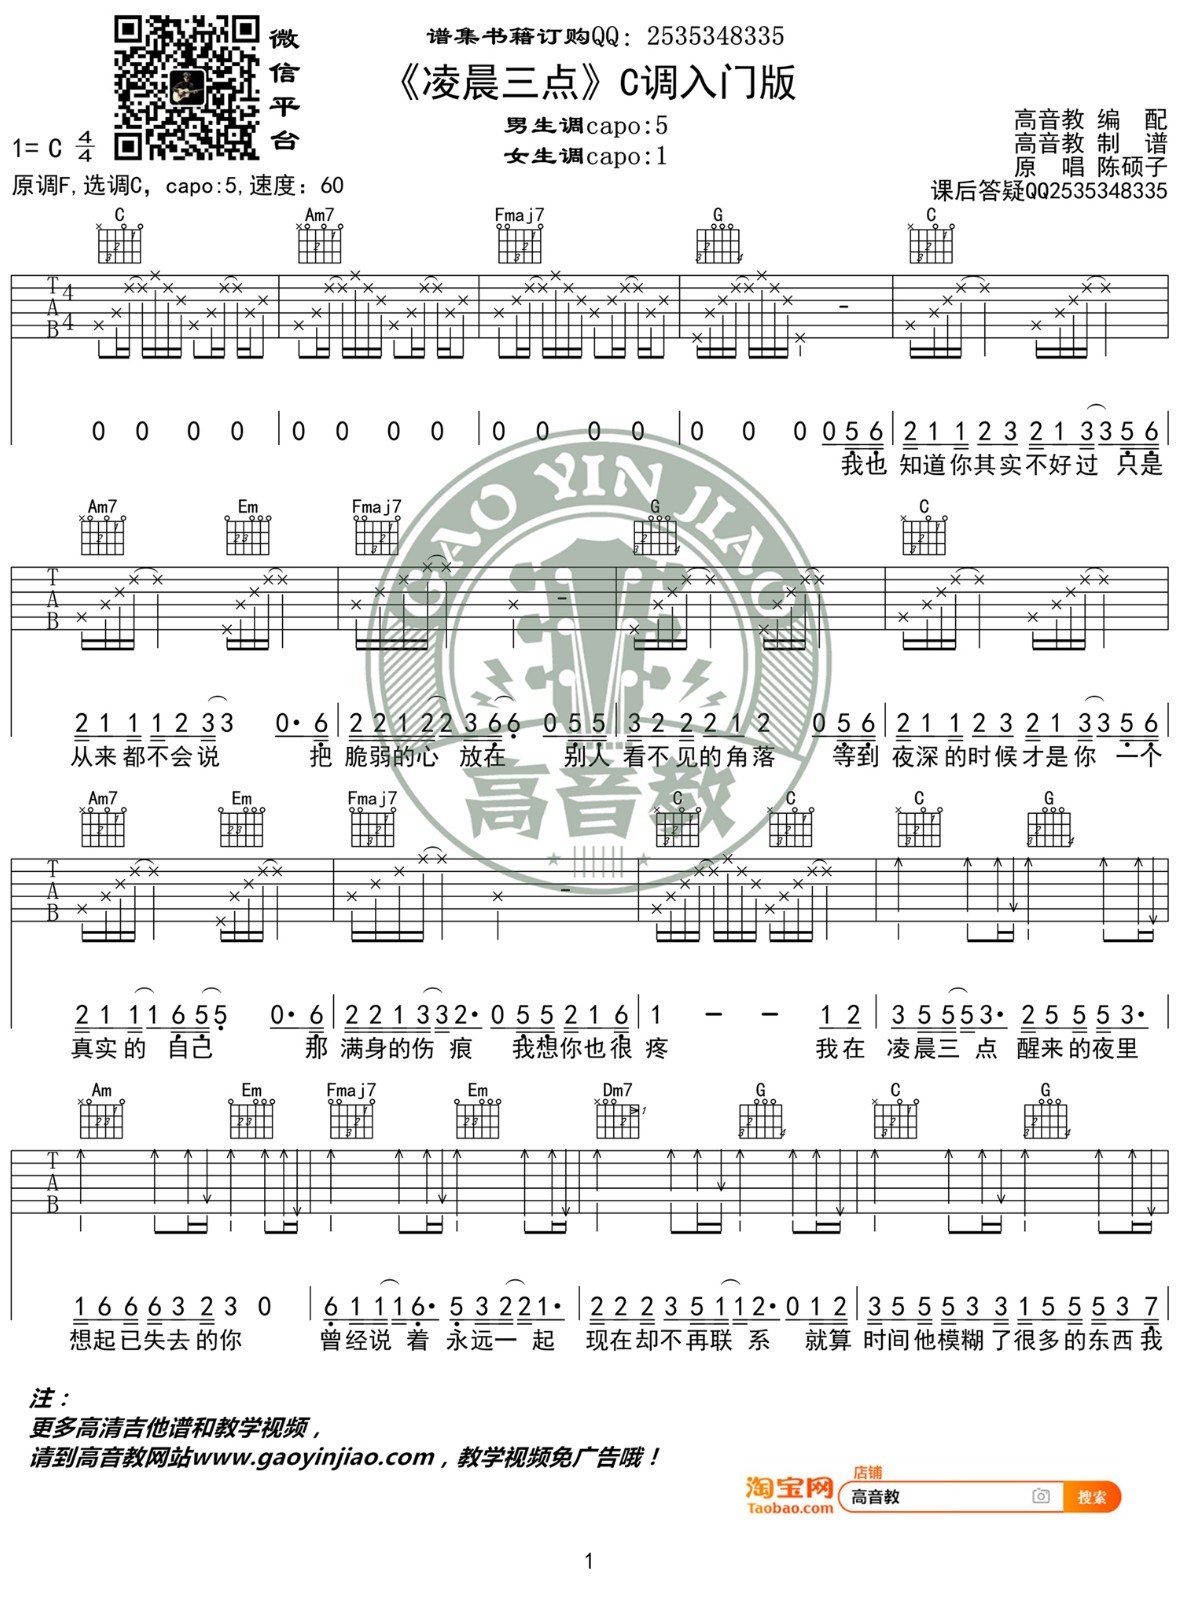 微信平台
谱集书籍订购QQ：2535348335
《凌晨三点》C调入门版
男生调capo:5
女生调capo:1
1= C 4/4
原调F,选调C，capo:5,速度：60
高音教 编 配
高音教 制 谱
原 唱 陈硕子
课后答疑QQ2535348335
C Am7 Fmaj7 G C
T A B 4 4
0 0 0 0 0 0 0 0 0 0 0 0 0 0 0 0 5 6 2 1 1 2 3 2 1 3 3 5 6
我也 知道你其实不好过 只是
Am7 Em Fmaj7 G C
T A B
2 1 1 1 2 3 3 0· 6 2 2 1 2 2 3 6 6 0 5 5 3 2 2 2 1 2 0 5 6 2 1 1 2 3 2 1 3 3 5 6
从来都不会说 把 脆弱的心 放在 别人 看不见的角落 等到 夜深的时候才是你 一个
Am7 Em Fmaj7 C C C G
T A B
2 1 1 1 6 5 5 0· 6 2 2 1 3 3 2· 0 5 5 2 1 6 1 - - 1 2 3 5 5 5 3· 2 5 5 5 3·
真实的 自己 那 满身的伤 痕 我想你也很 疼 我在 凌晨三 点 醒来的夜里
Am Em Fmaj7 Em Dm7 G C G
T A B
1 6 6 6 3 2 3 0 6 1 1 1 6· 5 3 2 2 1· 2 2 2 3 5 1 1 2· 0 1 2 3 5 5 5 3 3 1 5 5 5 3 7
想起已失去的你 曾经说 着 永远一 起 现在却不再联 系 就算 时间他模糊了很多的东西我
注：
更多高清吉他谱和教学视频，
请到高音教网站www.gaoyinjiao.com，教学视频免广告哦！
GAO YIN JIAO
高音教
店铺
淘宝网
Taobao.com
高音教
搜索
1